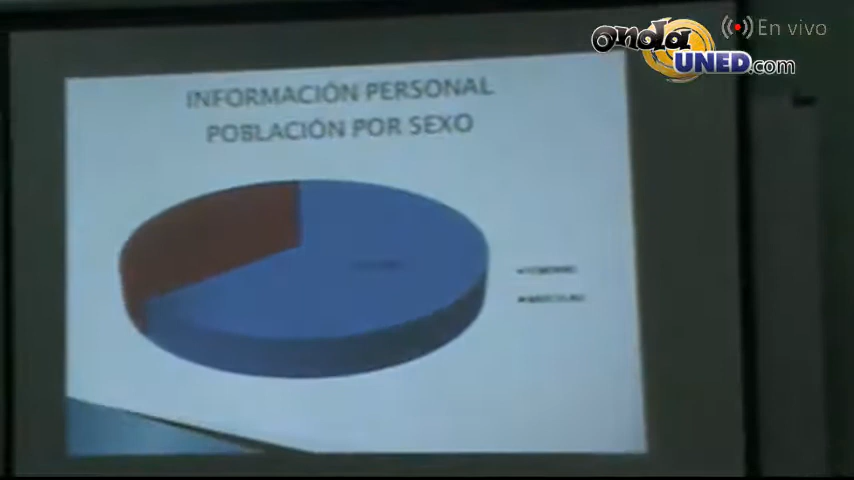 onda
UNED.com
En vivo
INFORMACIÓN PERSONAL
POBLACIÓN POR SEXO